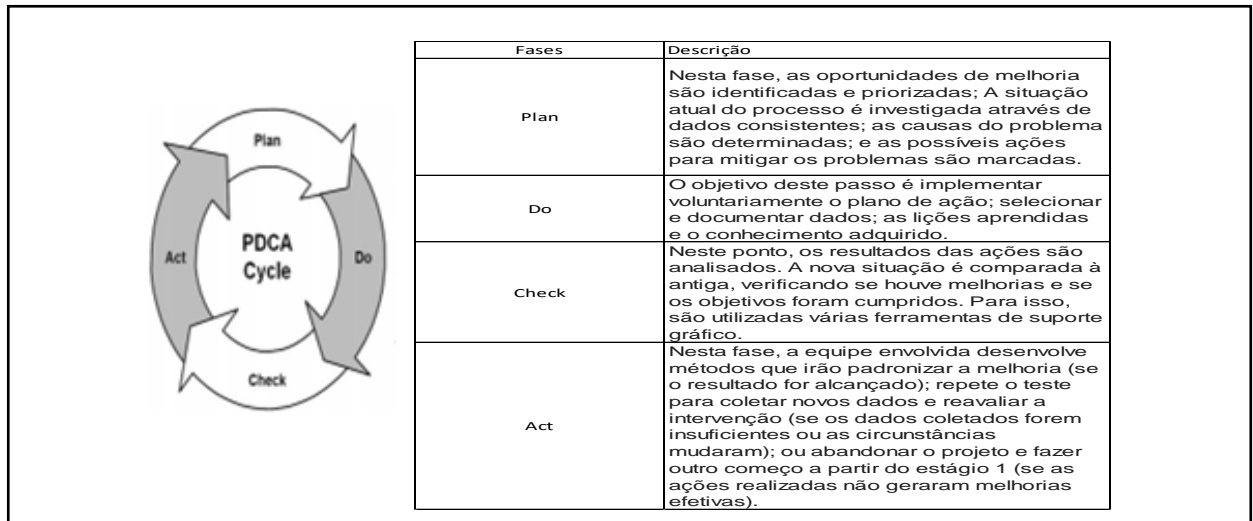 Plan
Do
Check
Act
PDCA
Cycle
Fases Descrição
Plan
Nesta fase, as oportunidades de melhoria
são identificadas e priorizadas; A situação
atual do processo é investigada através de
dados consistentes; as causas do problema
são determinadas; e as possíveis ações
para mitigar os problemas são marcadas.
Do
O objetivo deste passo é implementar
voluntariamente o plano de ação; selecionar
e documentar dados; as lições aprendidas
e o conhecimento adquirido.
Check
Neste ponto, os resultados das ações são
analisados. A nova situação é comparada à
antiga, verificando se houve melhorias e se
os objetivos foram cumpridos. Para isso,
são utilizadas várias ferramentas de suporte
gráfico.
Act
Nesta fase, a equipe envolvida desenvolve
métodos que irão padronizar a melhoria (se
o resultado for alcançado); repete o teste
para coletar novos dados e reavaliar a
intervenção (se os dados coletados forem
insuficientes ou as circunstâncias
mudaram); ou abandonar o projeto e fazer
outro começo a partir do estágio 1 (se as
ações realizadas não geraram melhorias
efetivas).